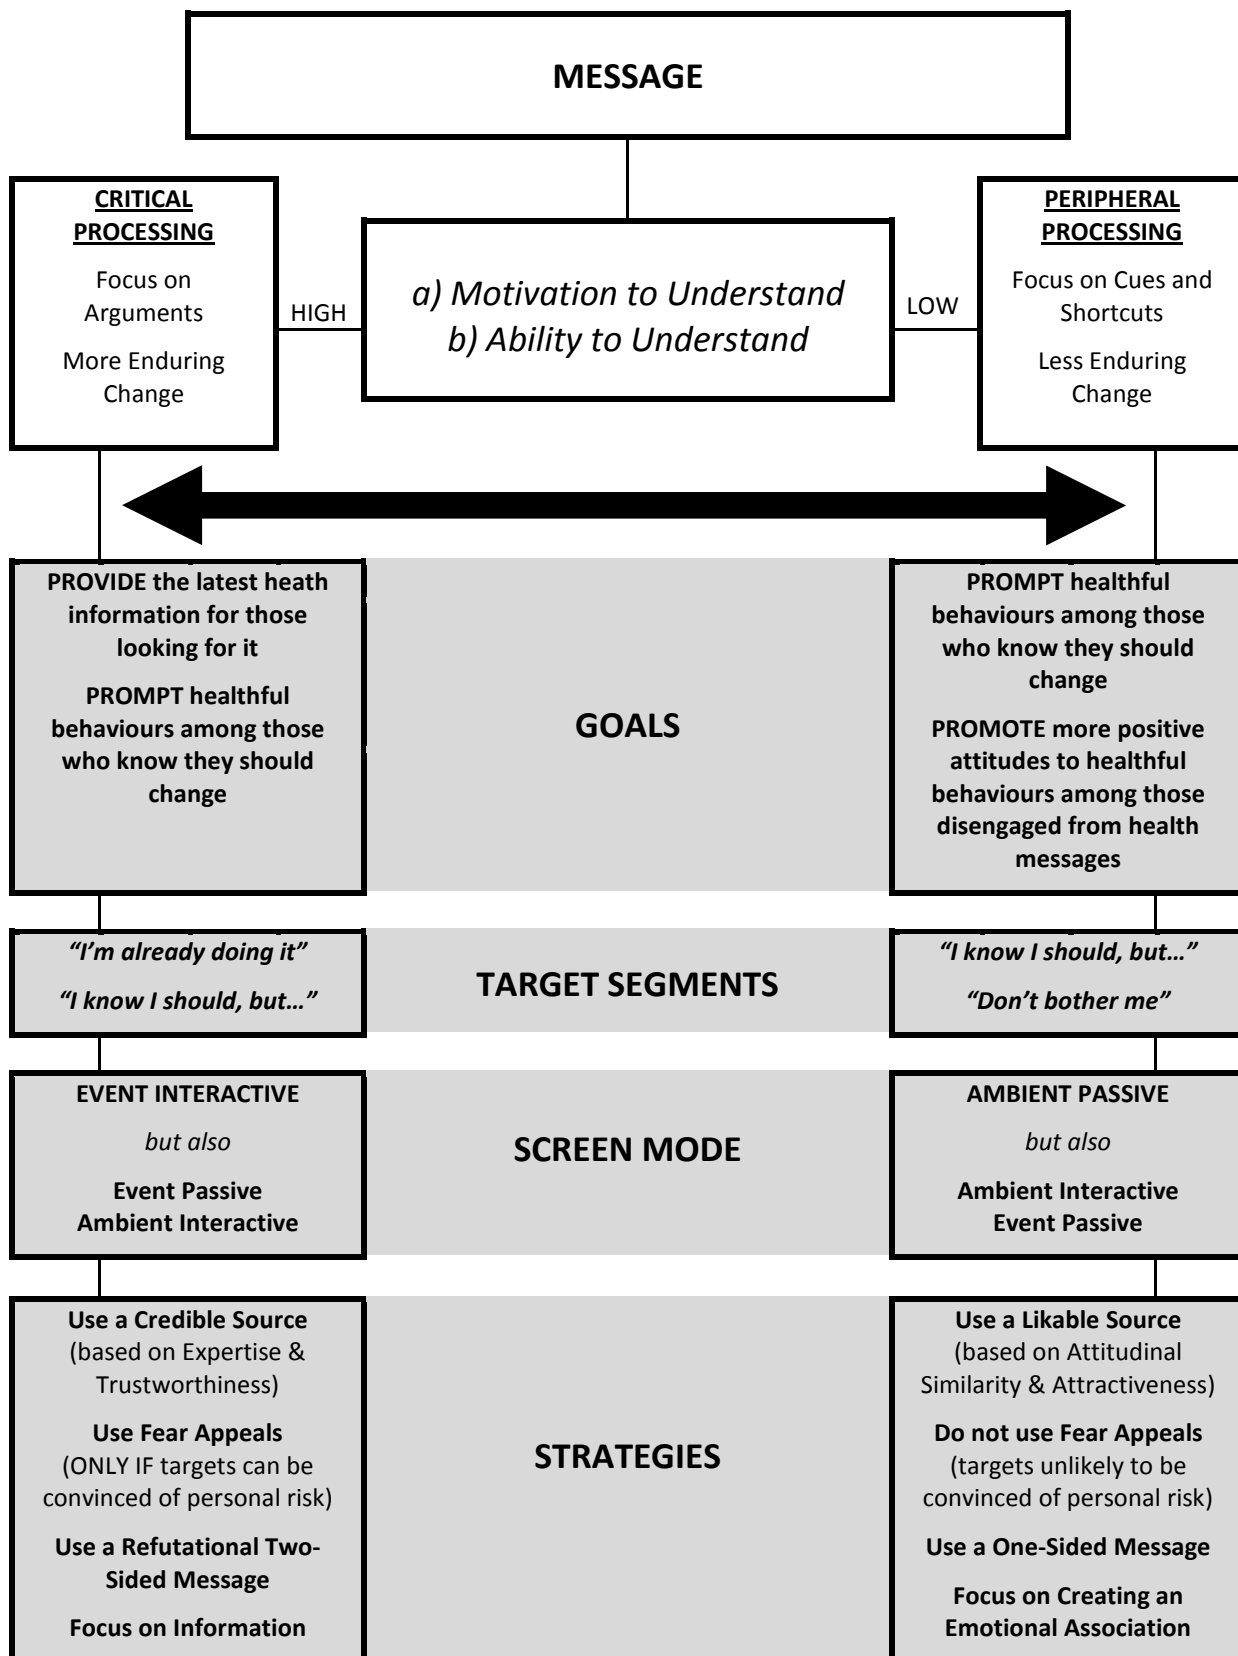 MESSAGE
CRITICAL
PROCESSING
Focus on
Arguments
More Enduring
Change
HIGH
a) Motivation to Understand
b) Ability to Understand
LOW
PERIPHERAL
PROCESSING
Focus on Cues and
Shortcuts
Less Enduring
Change
PROVIDE the latest heath
information for those
looking for it
PROMPT healthful
behaviours among those
who know they should
change
GOALS
PROMPT healthful
behaviours among those
who know they should
change
PROMOTE more positive
attitudes to healthful
behaviours among those
disengaged from health
messages
“I’m already doing it”
“I know I should, but…”
TARGET SEGMENTS
“I know I should, but…”
“Don’t bother me”
EVENT INTERACTIVE
but also
Event Passive
Ambient Interactive
SCREEN MODE
AMBIENT PASSIVE
but also
Ambient Interactive
Event Passive
Use a Credible Source
(based on Expertise &
Trustworthiness)
Use Fear Appeals
(ONLY IF targets can be
convinced of personal risk)
Use a Refutational Two-
Sided Message
Focus on Information
STRATEGIES
Use a Likable Source
(based on Attitudinal
Similarity & Attractiveness)
Do not use Fear Appeals
(targets unlikely to be
convinced of personal risk)
Use a One-Sided Message
Focus on Creating an
Emotional Association